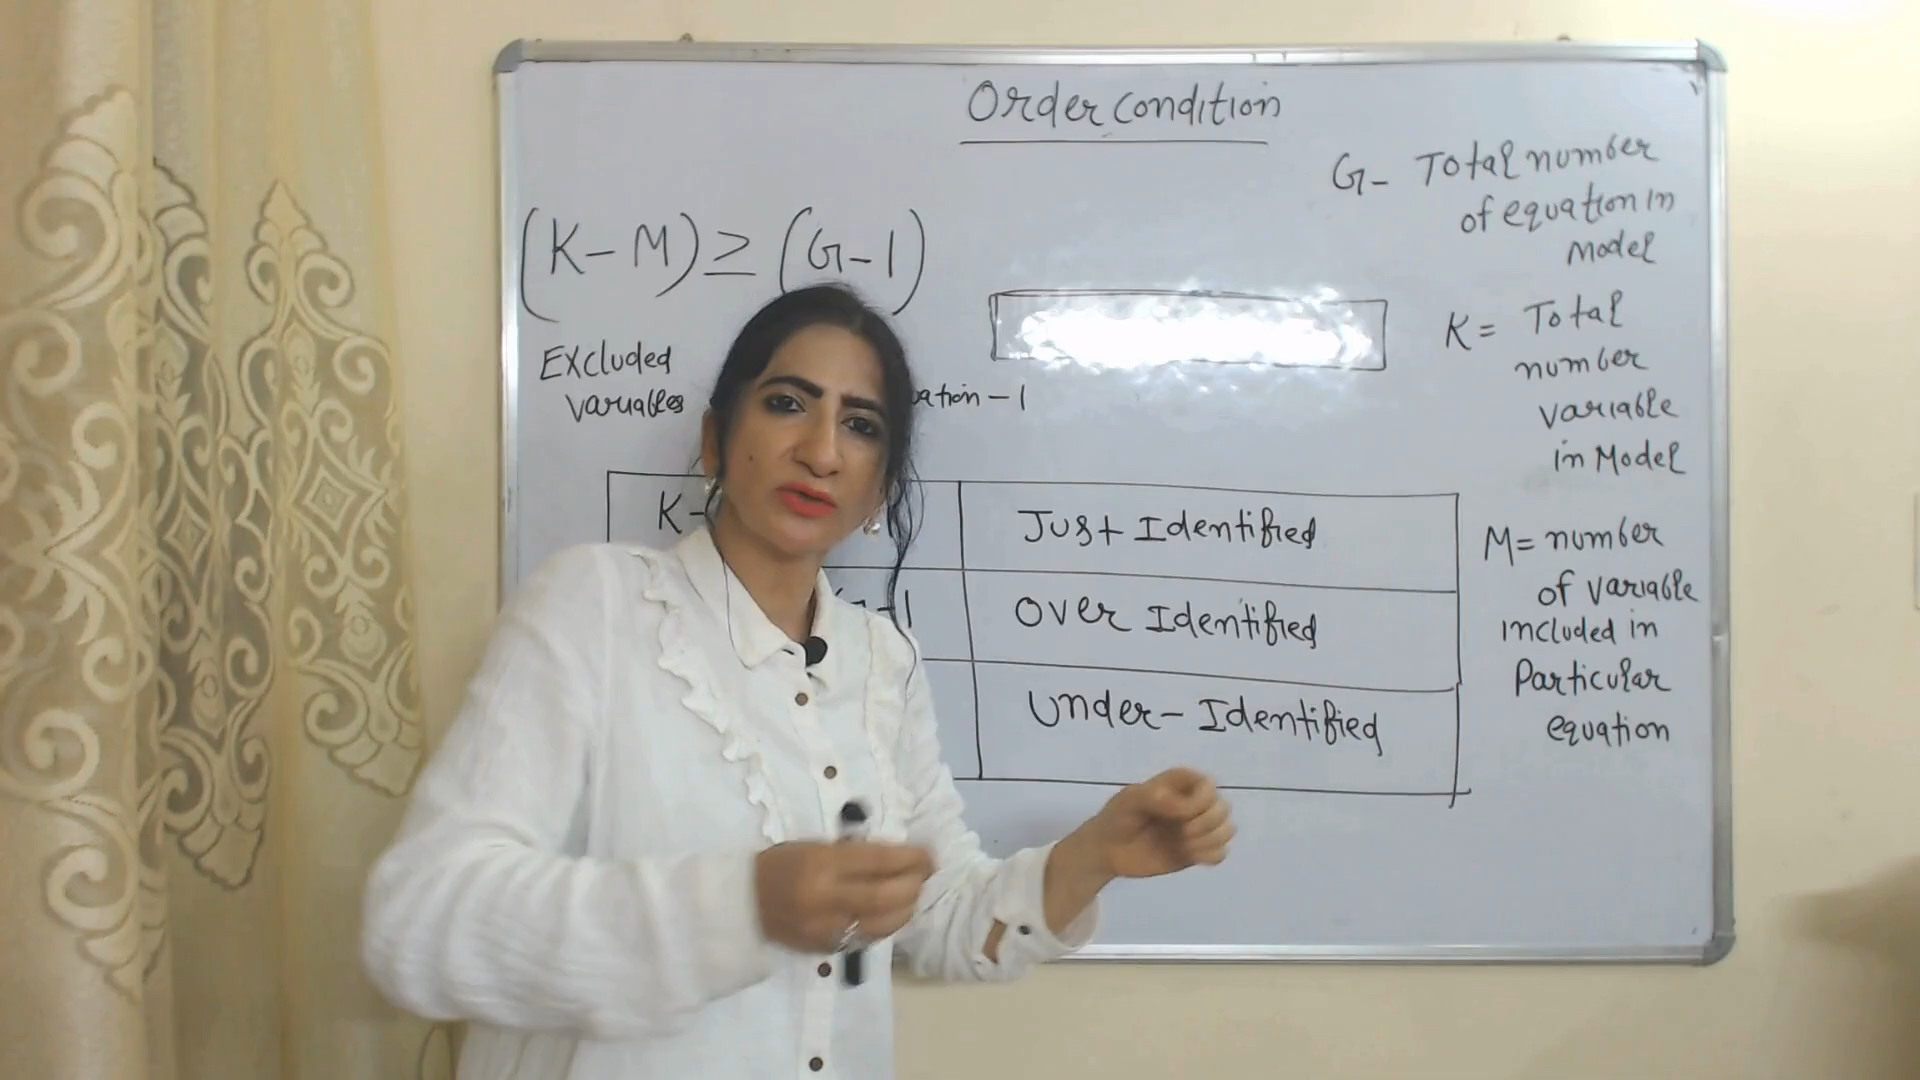 Order condition
(K-M) ≥ (G-1)
Excluded
variables
-1
K-
G-1
Just Identified
Over Identified
Under-Identified
G- Total number
of equation in
Model
K= Total
number
variable
in Model
M= number
of variable
included in
Particular
equation